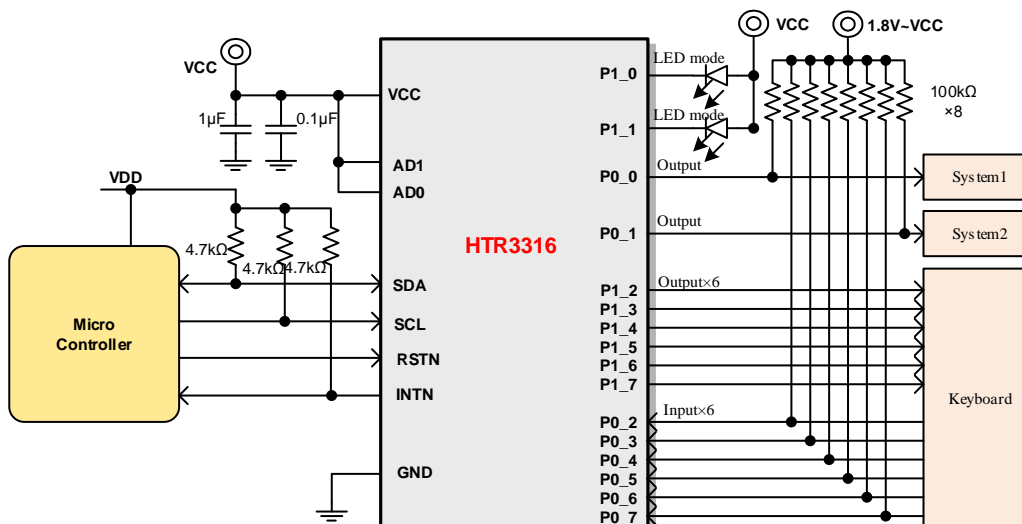 VCC
1.8V~VCC
VCC
LED mode
P1_0
100kΩ
×8
VCC
1µF
0.1µF
LED mode
P1_1
AD1
Output
P0_0
System1
AD0
VDD
HTR3316
Output
P0_1
System2
4.7kΩ
4.7kΩ
4.7kΩ
SDA
P1_2
Output×6
P1_3
Micro
Controller
SCL
P1_4
P1_5
RSTN
P1_6
P1_7
INTN
Keyboard
Input×6
P0_2
P0_3
P0_4
GND
P0_5
P0_6
P0_7